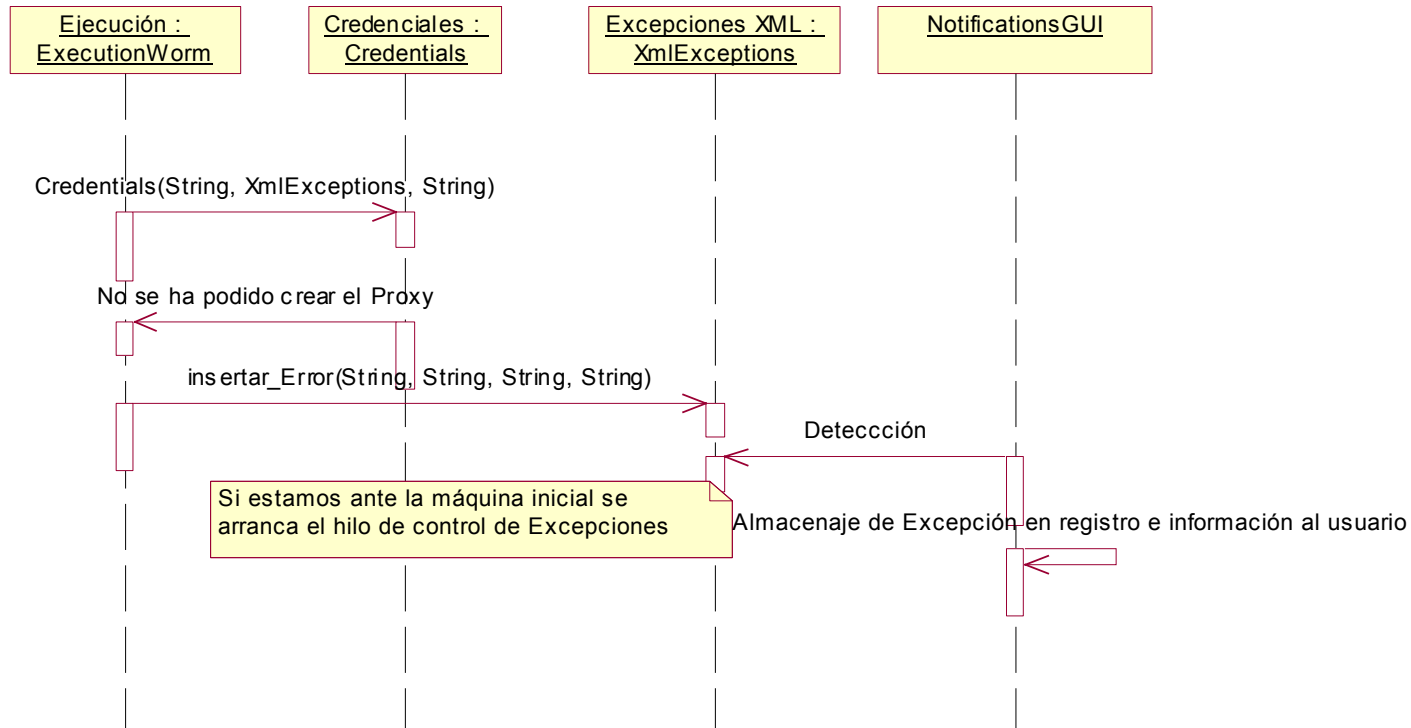 Ejecución :
ExecutionWorm
Credenciales :
Credentials
Excepciones XML :
XmlExceptions
NotificationsGUI
Credentials(String, XmlExceptions, String)
No se ha podido crear el Proxy
insertar_Error(String, String, String, String)
Deteccción
Si estamos ante la máquina inicial se
arranca el hilo de control de Excepciones
Almacenaje de Excepción en registro e información al usuario